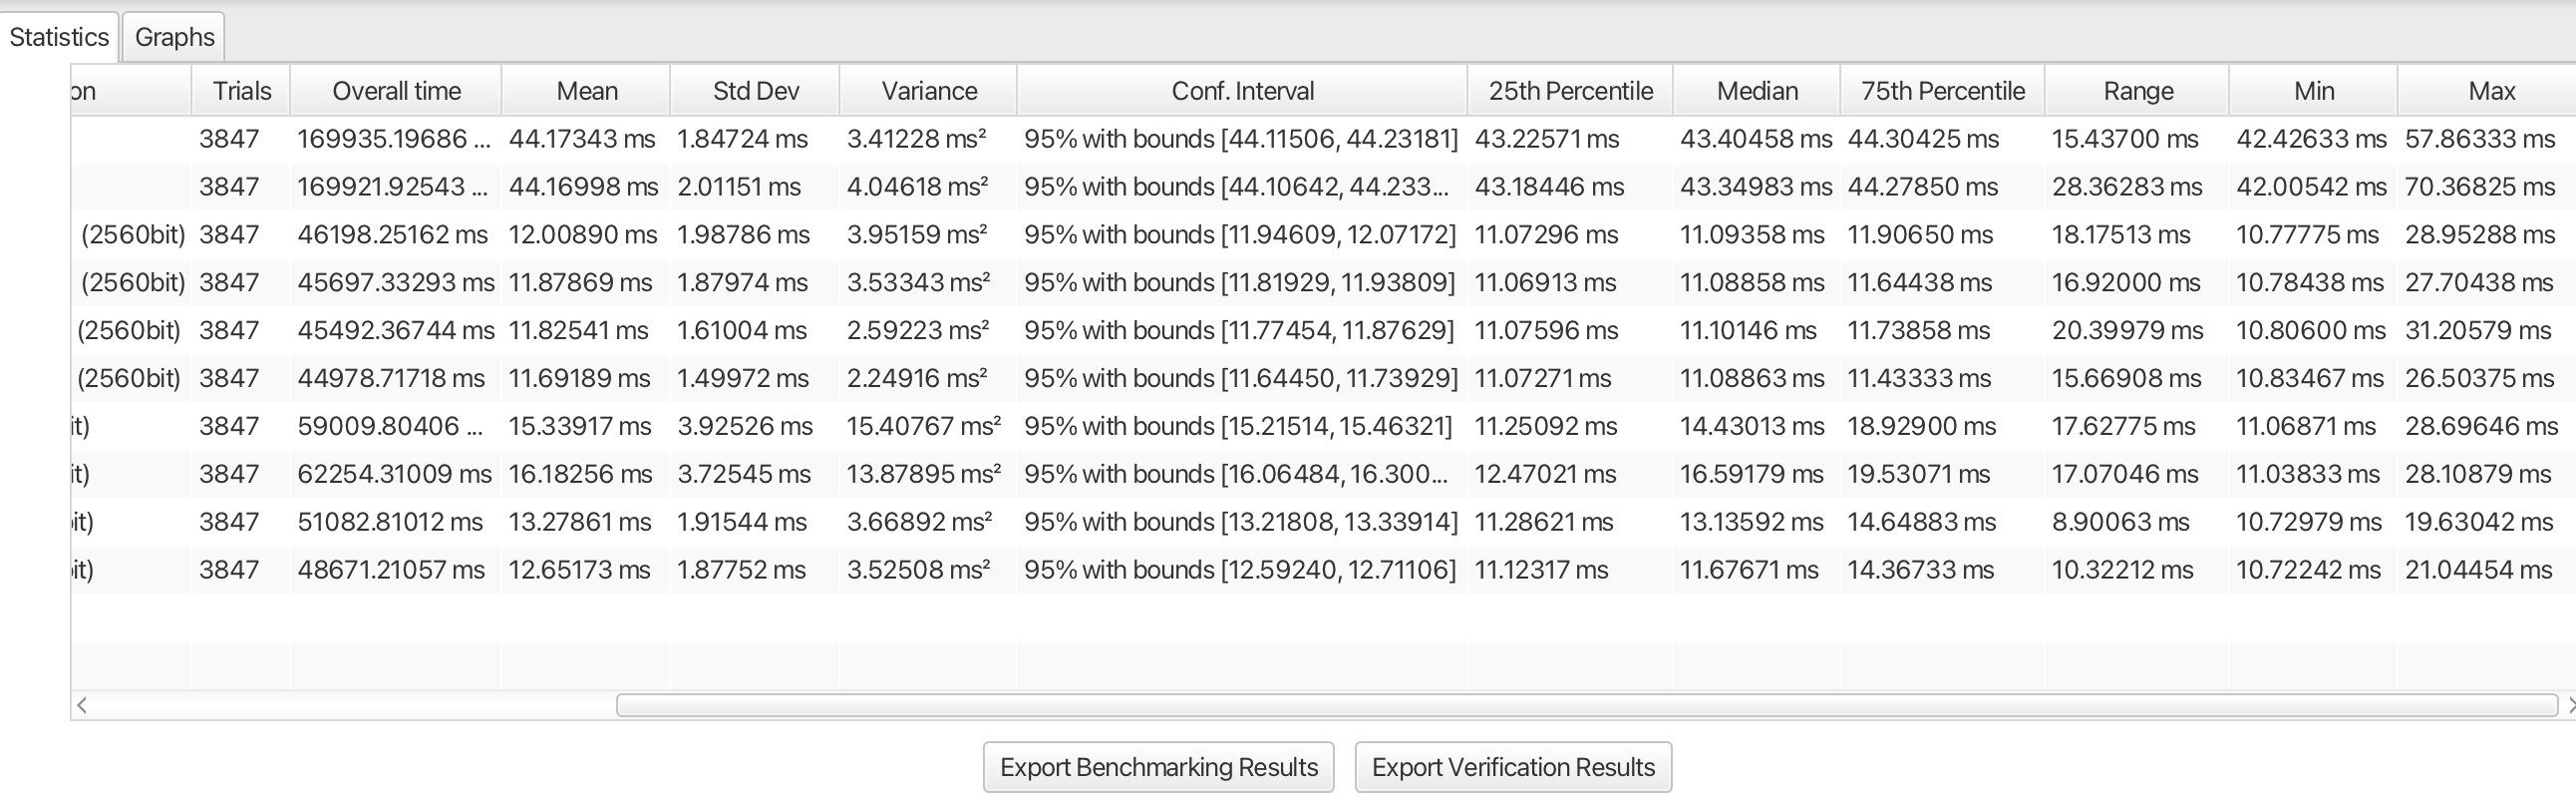 Statistics Graphs
on Trials Overall time Mean Std Dev Variance Conf. Interval 25th Percentile Median 75th Percentile Range Min Max
3847 169935.19686 ... 44.17343 ms 1.84724 ms 3.41228 ms² 95% with bounds [44.11506, 44.23181] 43.22571 ms 43.40458 ms 44.30425 ms 15.43700 ms 42.42633 ms 57.86333 ms
3847 169921.92543 ... 44.16998 ms 2.01151 ms 4.04618 ms² 95% with bounds [44.10642, 44.233... 43.18446 ms 43.34983 ms 44.27850 ms 28.36283 ms 42.00542 ms 70.36825 ms
(2560bit) 3847 46198.25162 ms 12.00890 ms 1.98786 ms 3.95159 ms² 95% with bounds [11.94609, 12.07172] 11.07296 ms 11.09358 ms 11.90650 ms 18.17513 ms 10.77775 ms 28.95288 ms
(2560bit) 3847 45697.33293 ms 11.87869 ms 1.87974 ms 3.53343 ms² 95% with bounds [11.81929, 11.93809] 11.06913 ms 11.08858 ms 11.64438 ms 16.92000 ms 10.78438 ms 27.70438 ms
(2560bit) 3847 45492.36744 ms 11.82541 ms 1.61004 ms 2.59223 ms² 95% with bounds [11.77454, 11.87629] 11.07596 ms 11.10146 ms 11.73858 ms 20.39979 ms 10.80600 ms 31.20579 ms
(2560bit) 3847 44978.71718 ms 11.69189 ms 1.49972 ms 2.24916 ms² 95% with bounds [11.64450, 11.73929] 11.07271 ms 11.08863 ms 11.43333 ms 15.66908 ms 10.83467 ms 26.50375 ms
it) 3847 59009.80406 ... 15.33917 ms 3.92526 ms 15.40767 ms² 95% with bounds [15.21514, 15.46321] 11.25092 ms 14.43013 ms 18.92900 ms 17.62775 ms 11.06871 ms 28.69646 ms
it) 3847 62254.31009 ms 16.18256 ms 3.72545 ms 13.87895 ms² 95% with bounds [16.06484, 16.300... 12.47021 ms 16.59179 ms 19.53071 ms 17.07046 ms 11.03833 ms 28.10879 ms
it) 3847 51082.81012 ms 13.27861 ms 1.91544 ms 3.66892 ms² 95% with bounds [13.21808, 13.33914] 11.28621 ms 13.13592 ms 14.64883 ms 8.90063 ms 10.72979 ms 19.63042 ms
it) 3847 48671.21057 ms 12.65173 ms 1.87752 ms 3.52508 ms² 95% with bounds [12.59240, 12.71106] 11.12317 ms 11.67671 ms 14.36733 ms 10.32212 ms 10.72242 ms 21.04454 ms
Export Benchmarking Results Export Verification Results